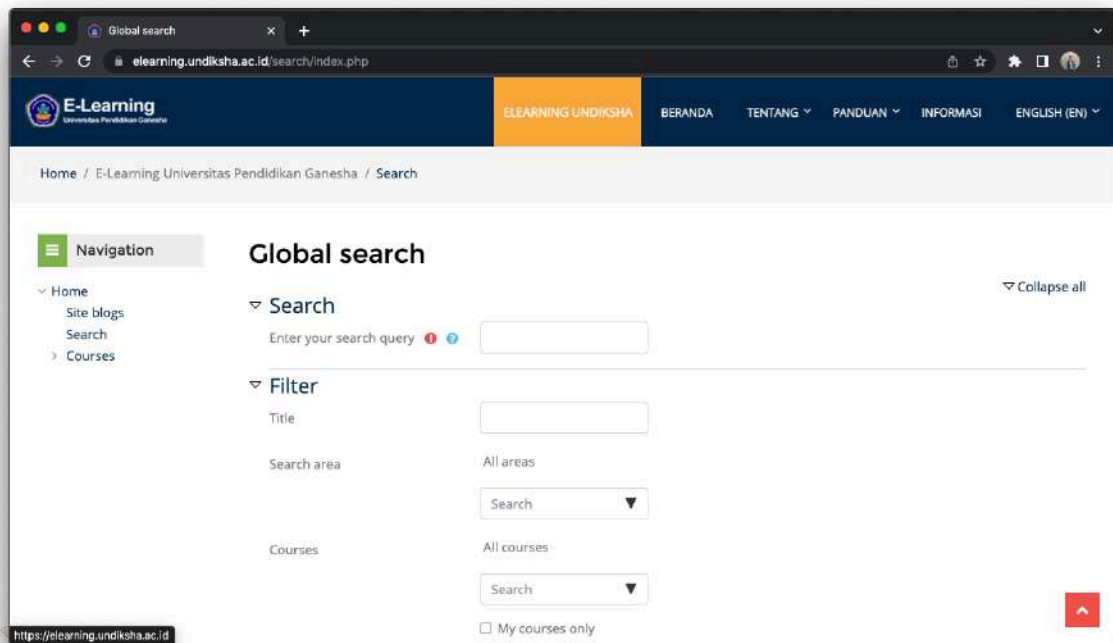 Global search
elearning.undiksha.ac.id/search/index.php
E-Learning
Universitas Pendidikan Ganesha
ELEARNING UNDIKSHA
BERANDA
TENTANG
PANDUAN
INFORMASI
ENGLISH (EN)
Home / E-Learning Universitas Pendidikan Ganesha / Search
Navigation
Home
Site blogs
Search
Courses
Global search
Collapse all
Search
Enter your search query
Filter
Title
Search area
All areas
Search
Courses
All courses
Search
My courses only
https://elearning.undiksha.ac.id